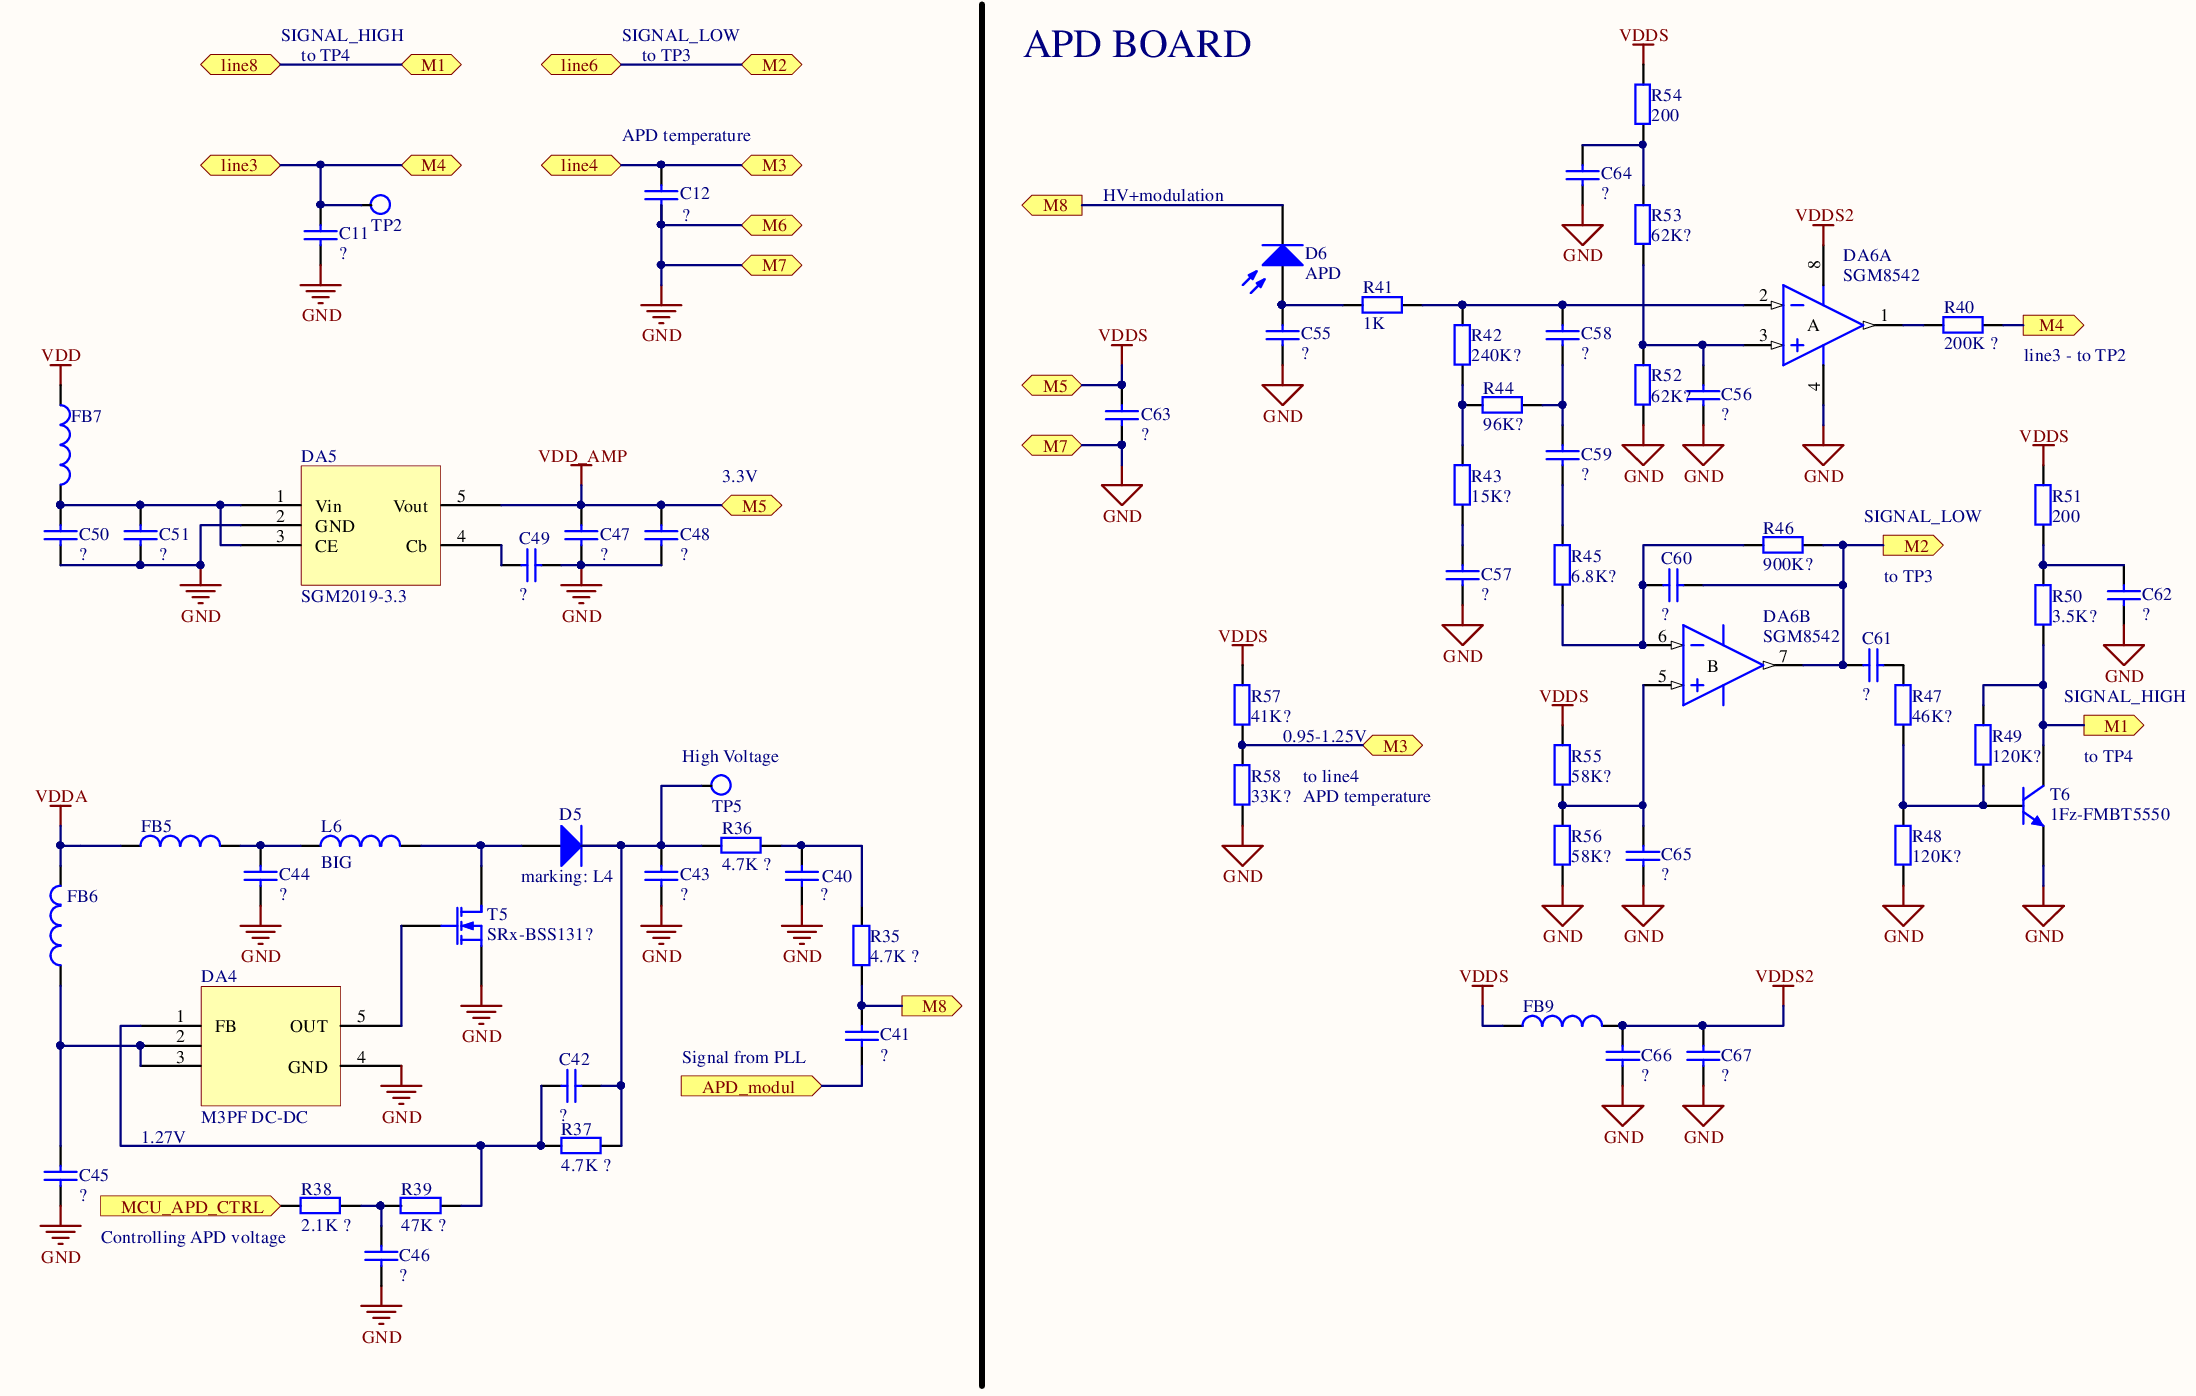 SIGNAL_HIGH
to TP4
line8
M1
SIGNAL_LOW
to TP3
line6
M2
line3
M4
TP2
C11
?
GND
APD temperature
line4
M3
C12
?
M6
M7
GND
VDD
FB7
C50
?
C51
?
GND
DA5
1
2
3
Vin
GND
CE
Vout
Cb
5
4
SGM2019-3.3
C49
?
VDD_AMP
C47
?
C48
?
GND
3.3V
M5
VDDA
FB5
C44
?
GND
L6
BIG
D5
marking: L4
High Voltage
TP5
R36
4.7K ?
C43
?
GND
C40
?
GND
R35
4.7K ?
M8
C41
?
Signal from PLL
APD_modul
FB6
T5
SRx-BSS131?
GND
DA4
1
2
3
FB
OUT
GND
5
4
M3PF DC-DC
GND
C42
?
R37
4.7K ?
1.27V
C45
?
GND
MCU_APD_CTRL
Controlling APD voltage
R38
2.1K ?
R39
47K ?
C46
?
GND
APD BOARD
M8
HV+modulation
D6
APD
R41
1K
C55
?
GND
VDDS
M5
C63
?
M7
GND
VDDS
R54
200
C64
?
GND
R53
62K?
R52
62K?
GND
C56
?
GND
VDDS2
DA6A
SGM8542
8
2
3
A
1
4
GND
R40
200K ?
M4
line3 - to TP2
R42
240K?
C58
?
R44
96K?
R43
15K?
C59
?
C57
?
GND
R45
6.8K?
R46
900K?
C60
?
SIGNAL_LOW
M2
to TP3
DA6B
SGM8542
6
5
B
7
C61
?
VDDS
R51
200
R50
3.5K?
C62
?
GND
SIGNAL_HIGH
M1
to TP4
R47
46K?
R49
120K?
R48
120K?
GND
T6
1Fz-FMBT5550
GND
VDDS
R57
41K?
0.95-1.25V
M3
R58
33K?
to line4
APD temperature
GND
VDDS
R55
58K?
R56
58K?
GND
C65
?
GND
VDDS
FB9
VDDS2
C66
?
GND
C67
?
GND